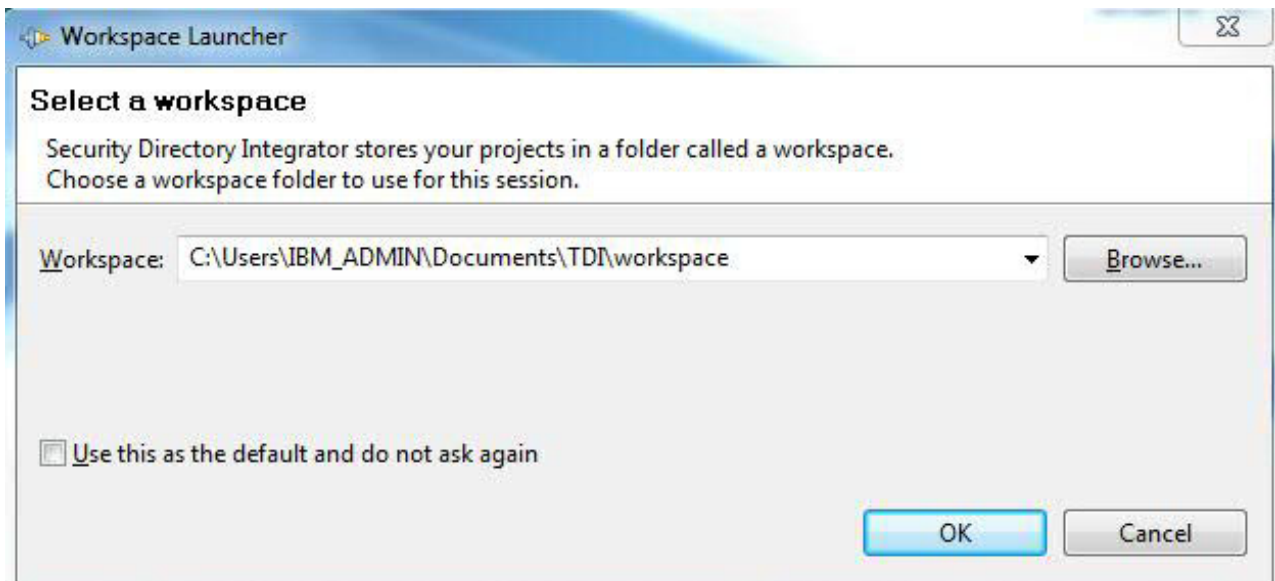 Workspace Launcher
Select a workspace
Security Directory Integrator stores your projects in a folder called a workspace.
Choose a workspace folder to use for this session.
Workspace: C:\Users\IBM_ADMIN\Documents\TDI\workspace Browse...
Use this as the default and do not ask again
OK Cancel